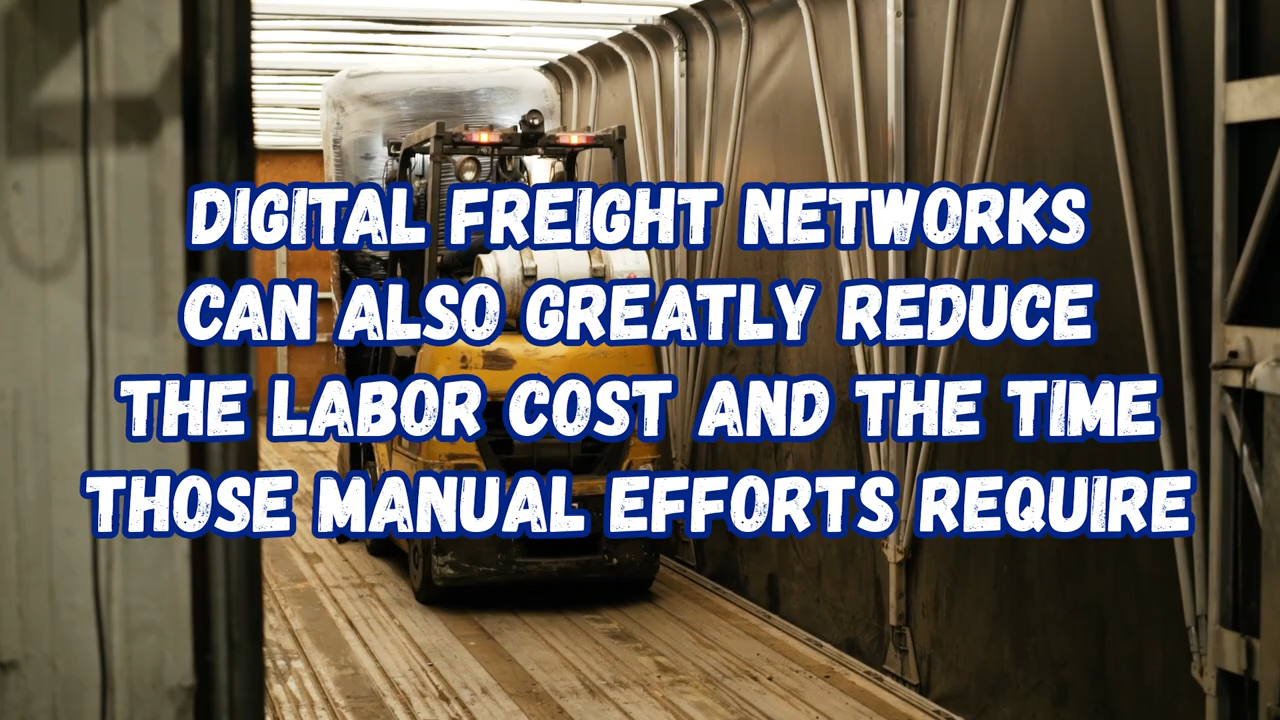 DIGITAL FREIGHT NETWORKS
CAN ALSO GREATLY REDUCE
THE LABOR COST AND THE TIME
THOSE MANUAL EFFORTS REQUIRE